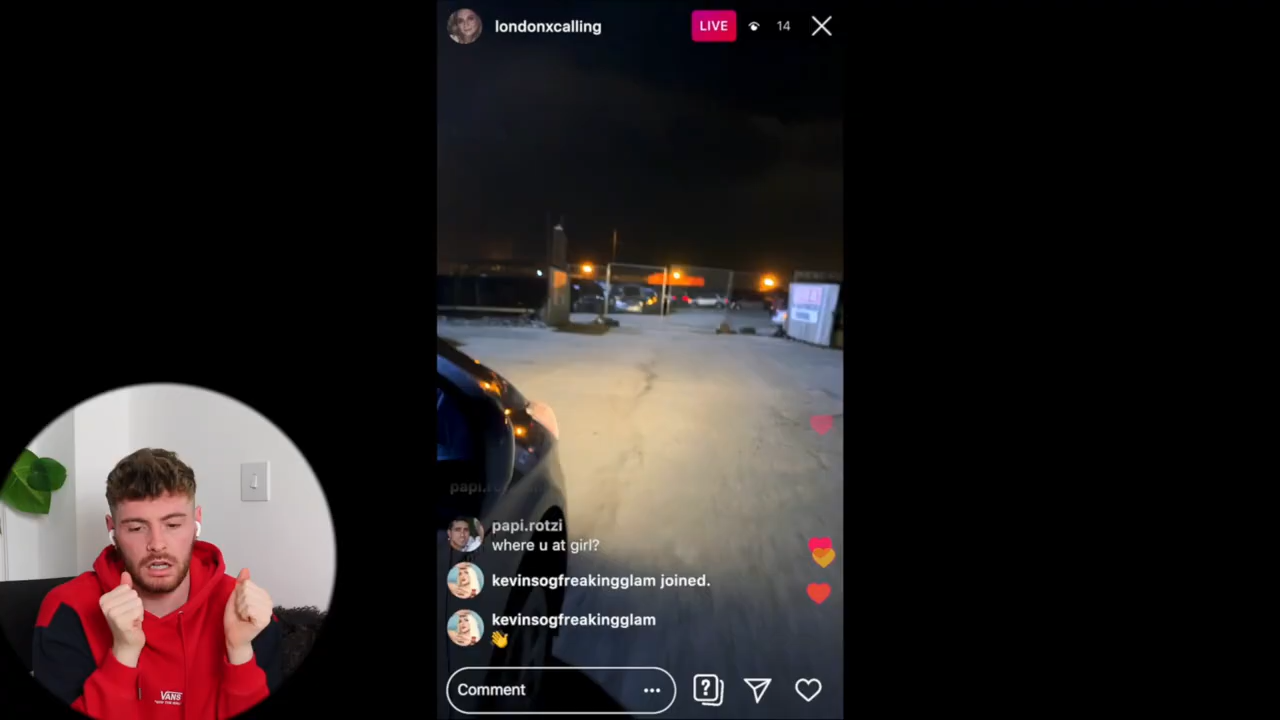 londonxcalling
LIVE
14
papi.rotzi
where u at girl?
kevinsogfreakingglam joined.
kevinsogfreakingglam
👋
Comment
VANS